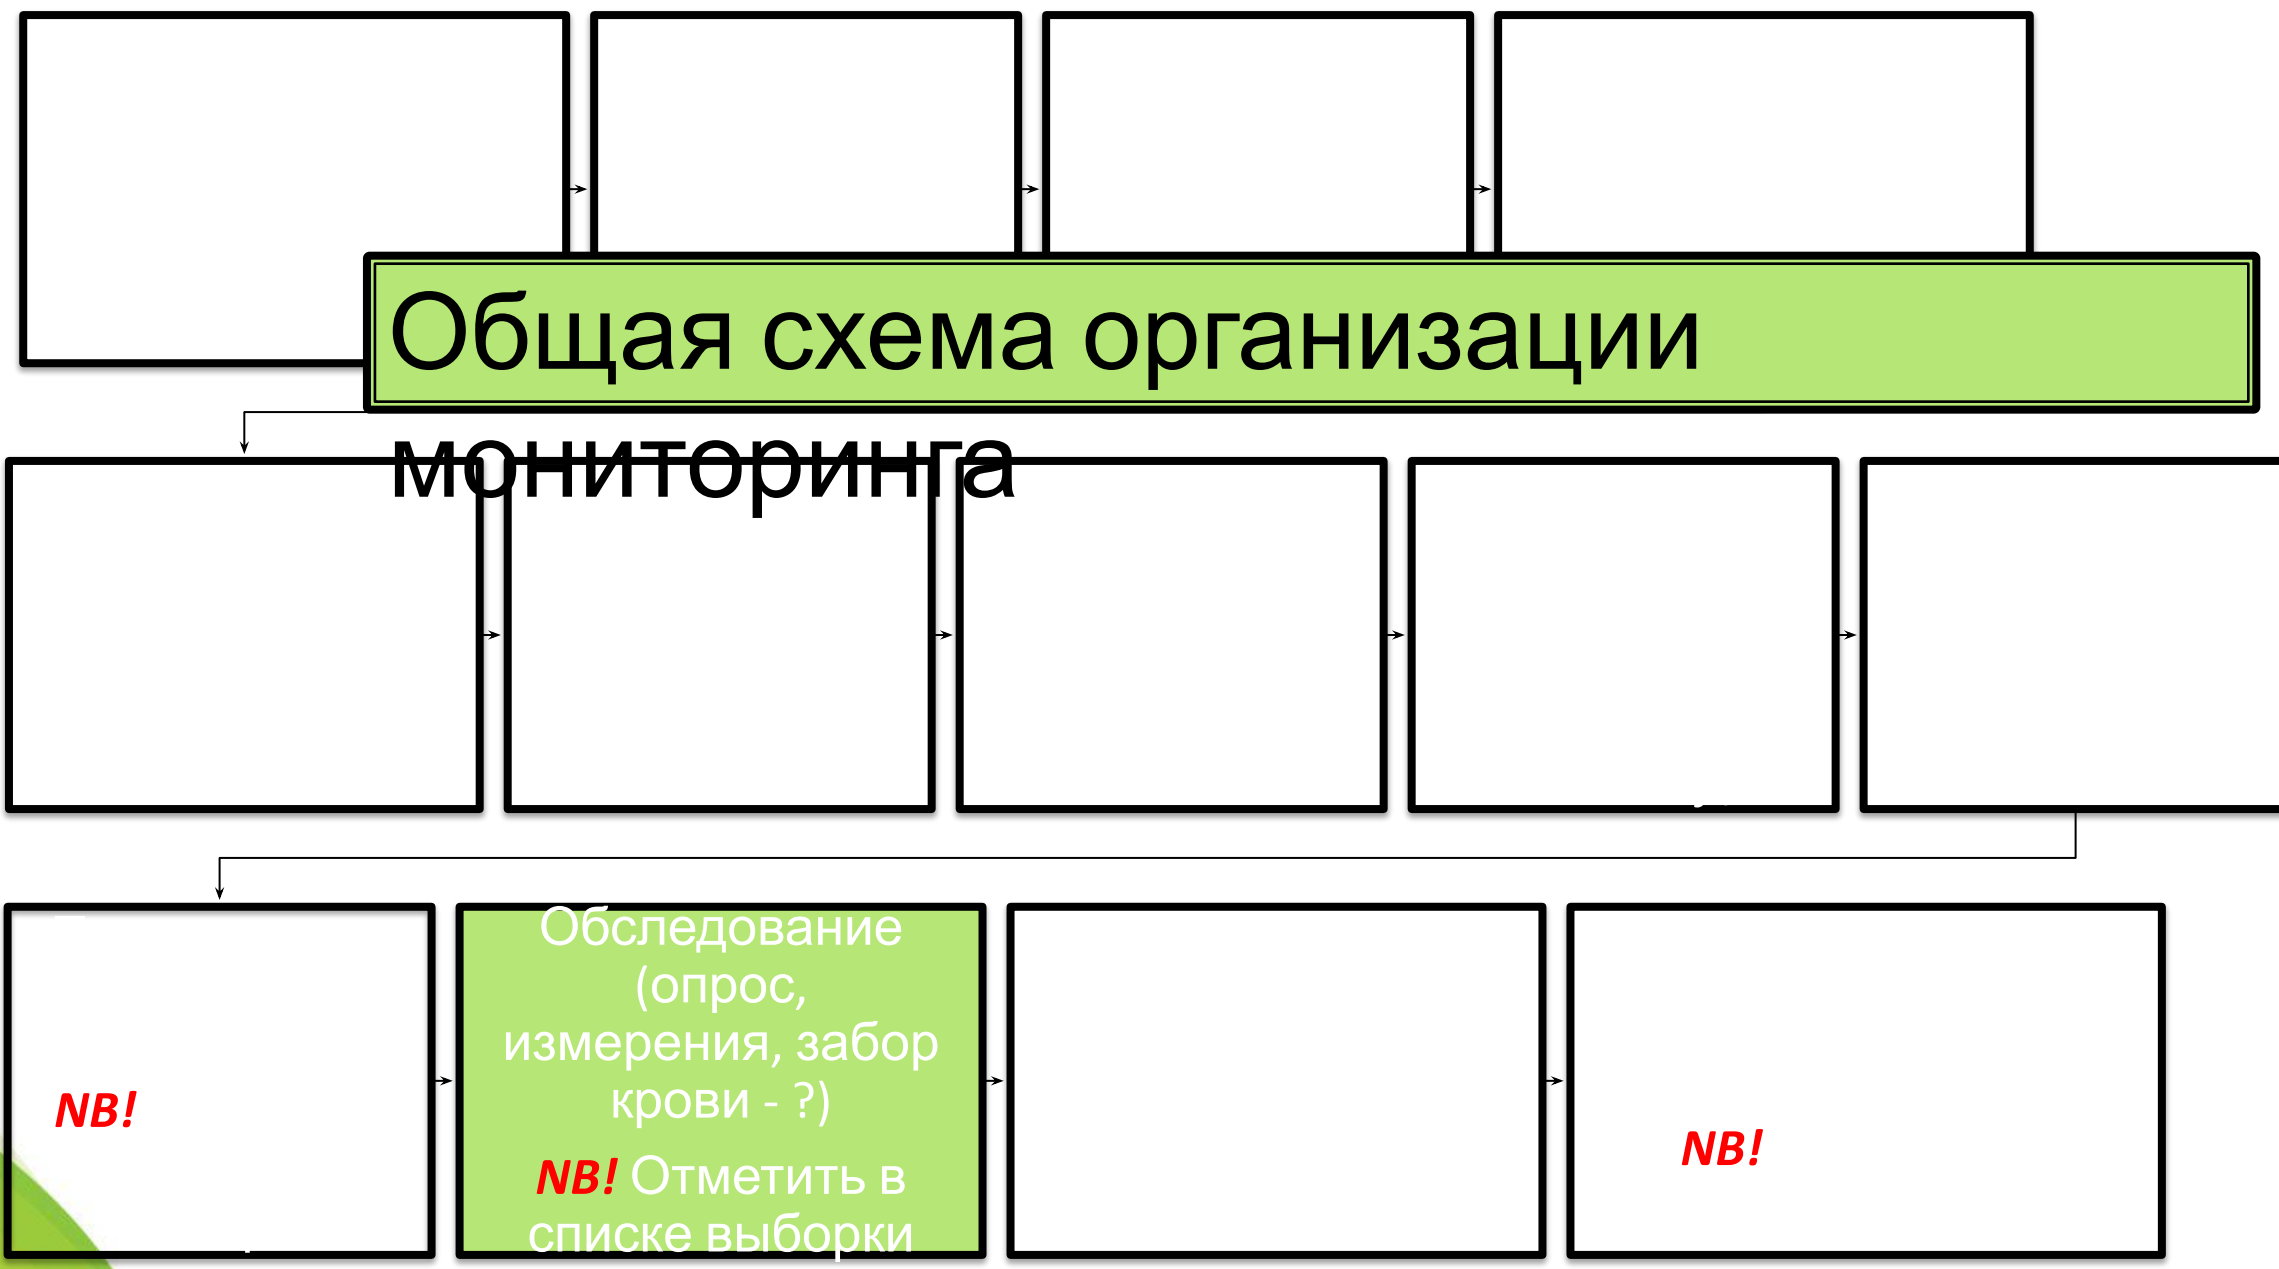 Общая схема организации
мониторинга
NB!
Обследование
(опрос,
измерения, забор
крови - ?)
NB! Отметить в
списке выборки
NB!